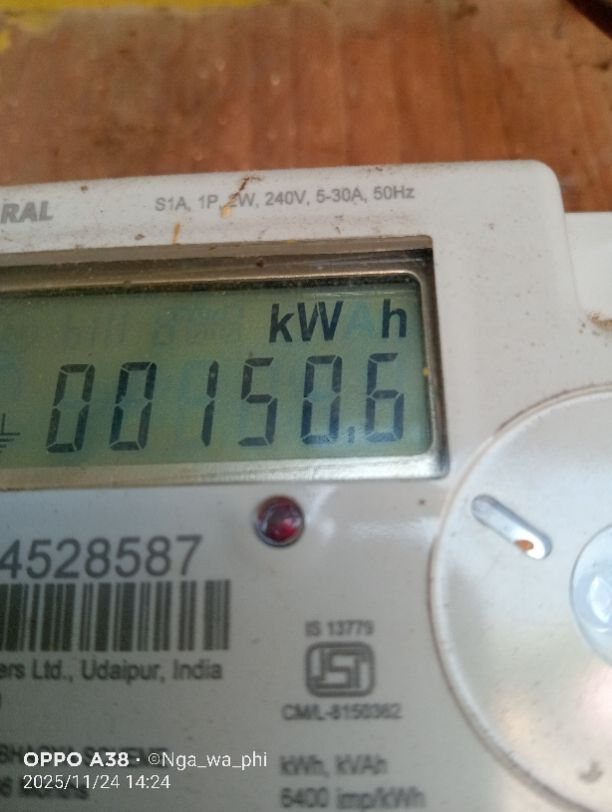 RAL
S1A, 1P, 2W, 240V, 5-30A, 50Hz
kWh
00150.6
4528587
ers Ltd., Udaipur, India
IS 13779
CM/L-8150362
kWh, kVAh
6400 imp/kWh
OPPO A38 · ©Nga_wa_phi
2025/11/24 14:24